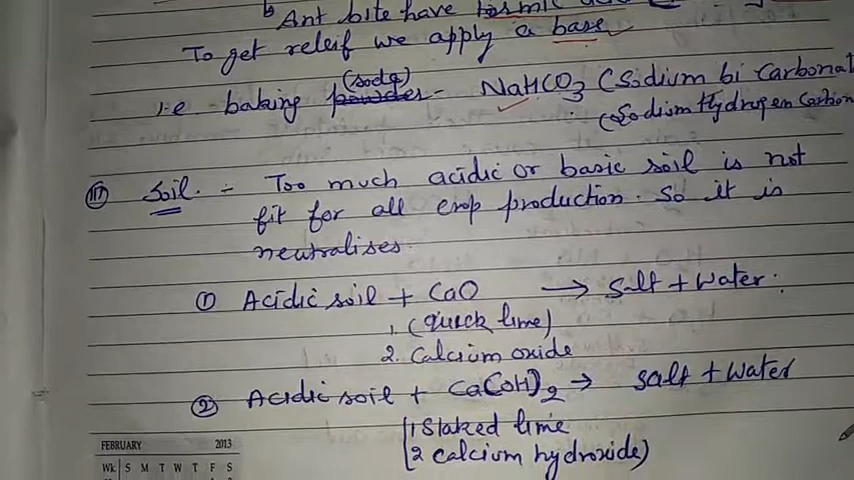 Ant bite have formic
To get releif we apply a base
(soda)
i.e baking powder - NaHCO3 (Sodium bi Carbonat
(Sodium Hydrogen Carbon
(iii) Soil :- Too much acidic or basic soil is not
fit for all crop production. So it is
neutralises.
① Acidic soil + CaO → Salt + Water.
1. (quick lime)
2. Calcium oxide
② Acidic soil + Ca(OH)2 → Salt + Water
1 Slaked lime
2 Calcium hydroxide)
FEBRUARY 2013
Wk S M T W T F S